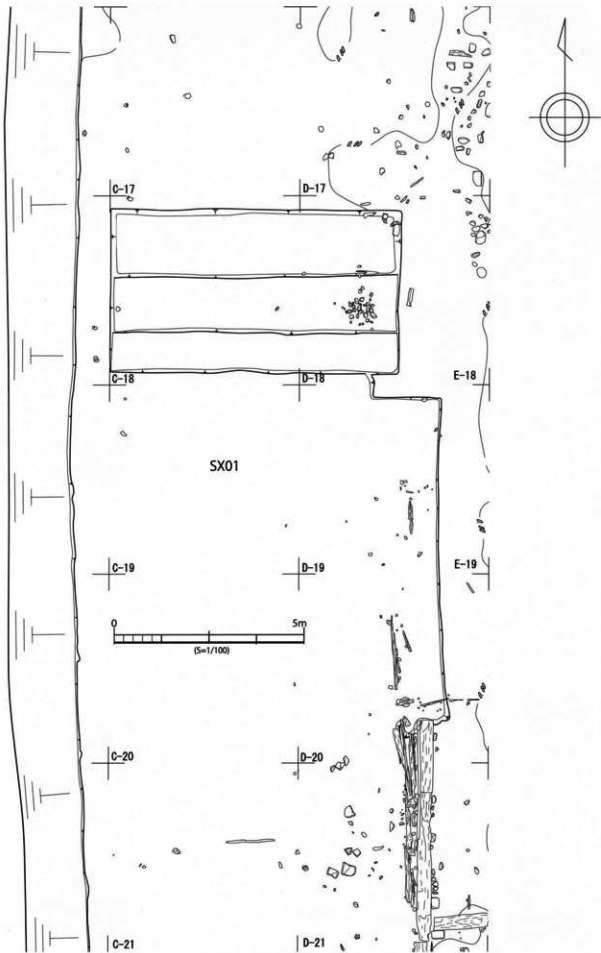 C-17 D-17
C-18 D-18 E-18
SX01
C-19 D-19 E-19
0 5m
(S=1/100)
C-20 D-20
C-21 D-21